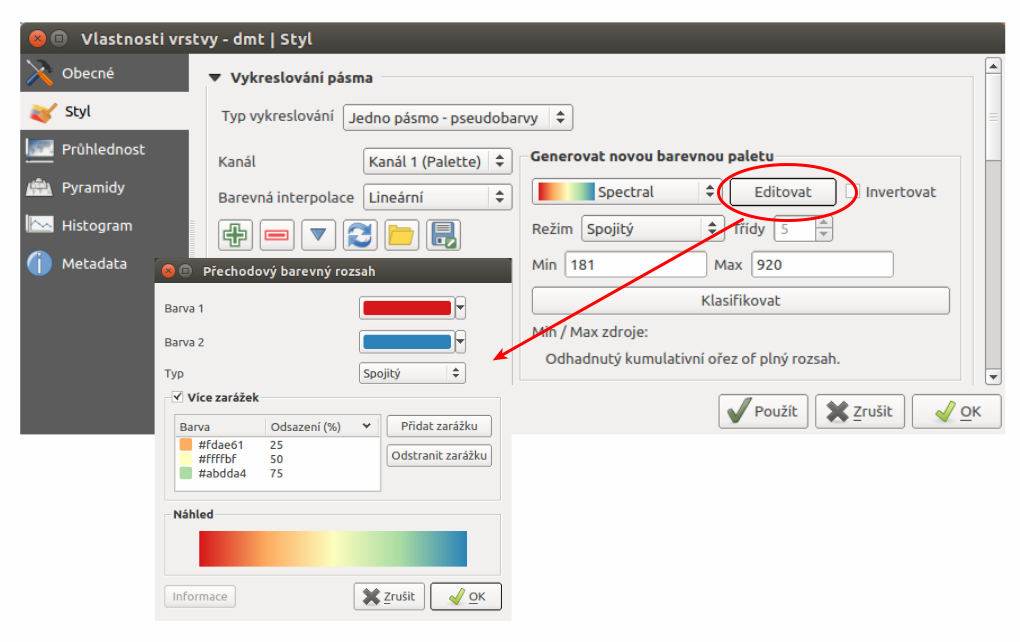 Vlastnosti vrstvy - dmt | Styl
Obecné
Styl
Průhlednost
Pyramidy
Histogram
Metadata
Vykreslování pásma
Typ vykreslování Jedno pásmo - pseudobarvy
Kanál Kanál 1 (Palette)
Barevná interpolace Lineární
Generovat novou barevnou paletu
Spectral Editovat Invertovat
Režim Spojitý Třídy 5
Min 181 Max 920
Klasifikovat
Min / Max zdroje:
Odhadnutý kumulativní ořez of plný rozsah.
Použít Zrušit OK
Přechodový barevný rozsah
Barva 1
Barva 2
Typ Spojitý
Více zarážek
Barva Odsazení (%)
#fdae61 25
#ffffbf 50
#abdda4 75
Přidat zarážku
Odstranit zarážku
Náhled
Informace Zrušit OK